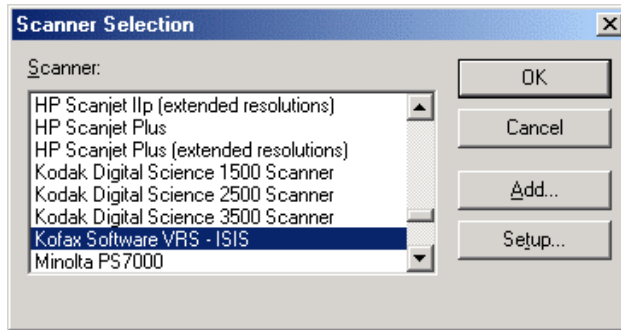 Scanner Selection
Scanner:
HP Scanjet IIp (extended resolutions)
HP Scanjet Plus
HP Scanjet Plus (extended resolutions)
Kodak Digital Science 1500 Scanner
Kodak Digital Science 2500 Scanner
Kodak Digital Science 3500 Scanner
Kofax Software VRS - ISIS
Minolta PS7000
OK
Cancel
Add...
Setup...